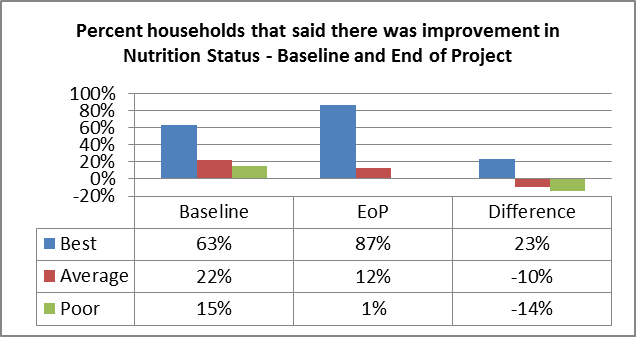 Percent households that said there was improvement in
Nutrition Status - Baseline and End of Project
100%
80%
60%
40%
20%
0%
-20%
Baseline EoP Difference
Best 63% 87% 23%
Average 22% 12% -10%
Poor 15% 1% -14%